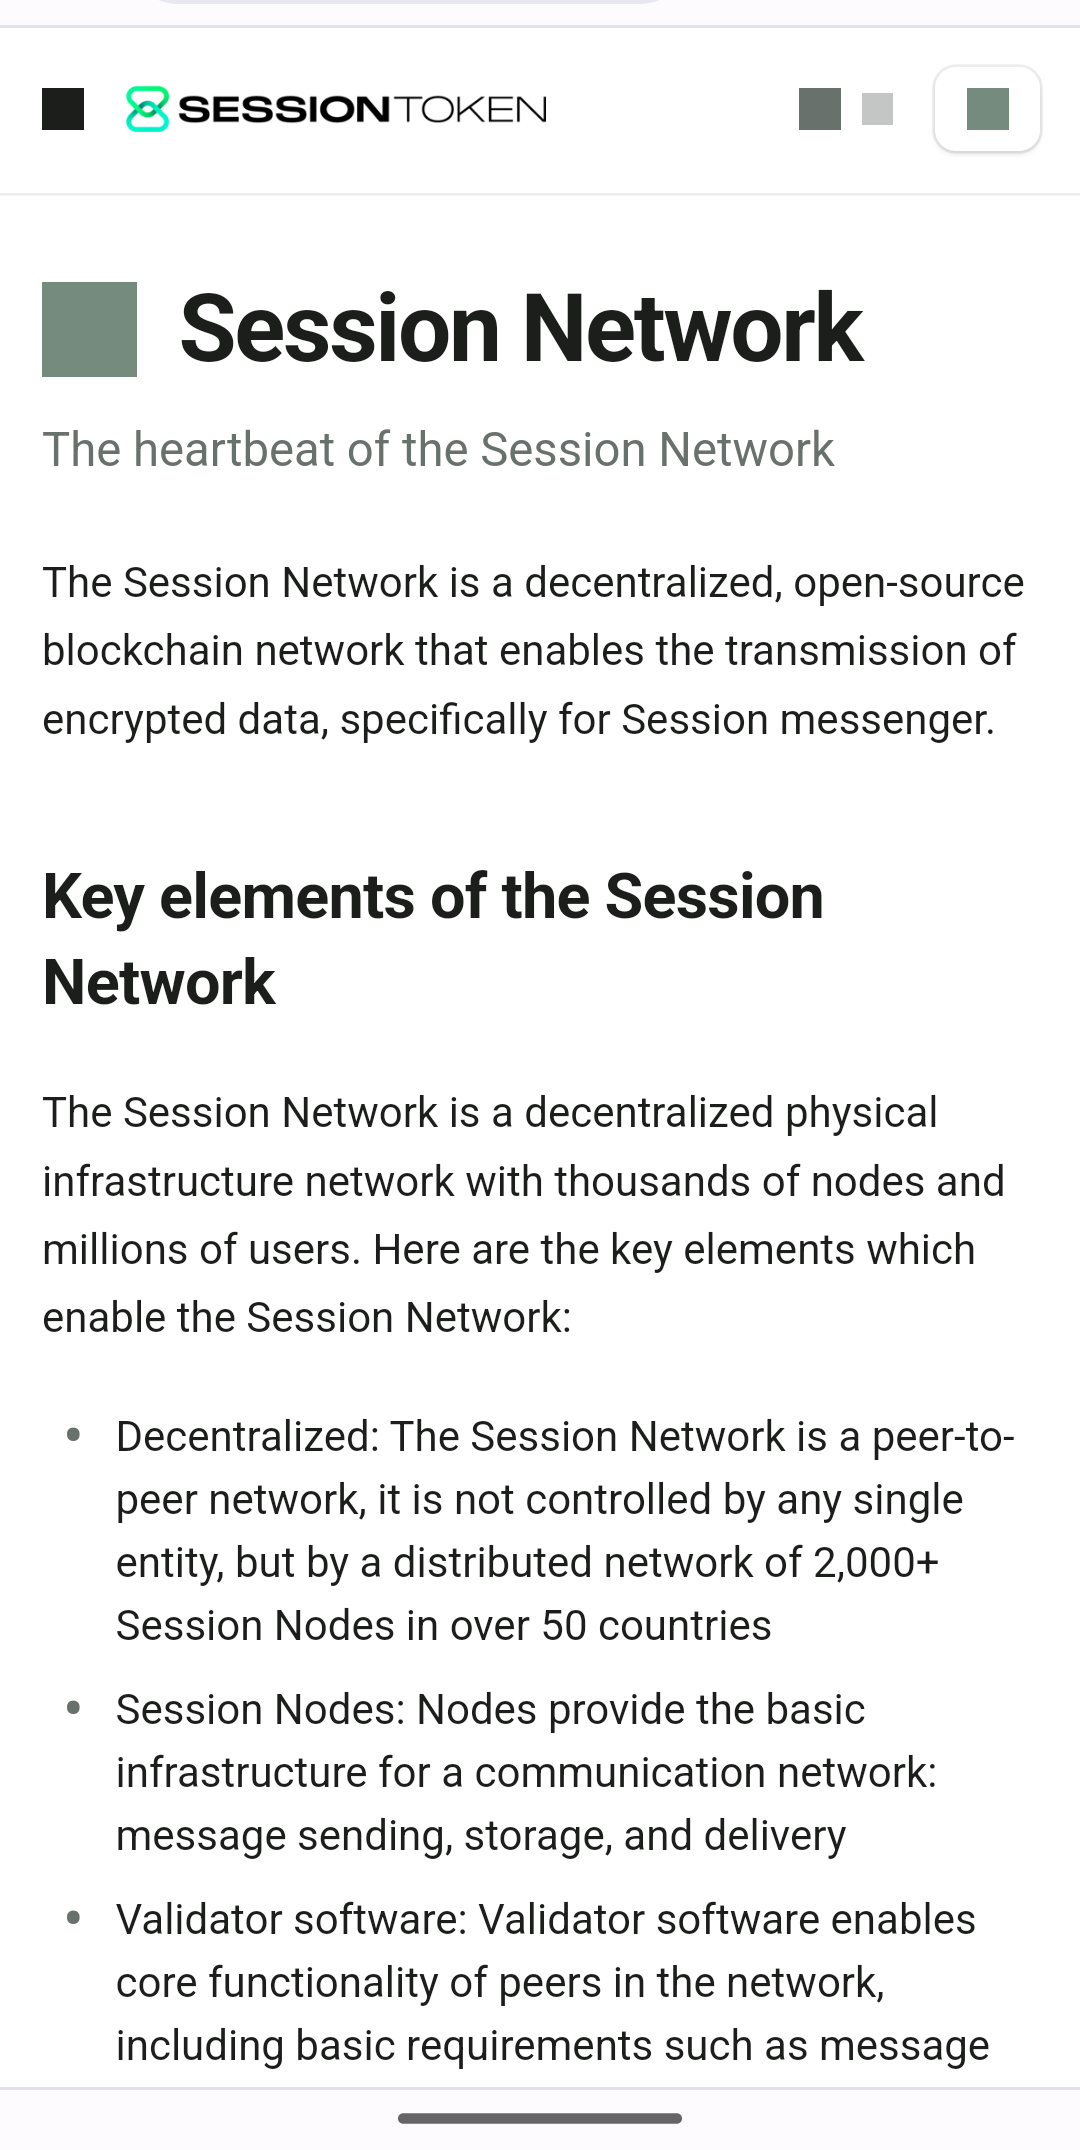 SESSIONTOKEN
Session Network
The heartbeat of the Session Network
The Session Network is a decentralized, open-source
blockchain network that enables the transmission of
encrypted data, specifically for Session messenger.
Key elements of the Session
Network
The Session Network is a decentralized physical
infrastructure network with thousands of nodes and
millions of users. Here are the key elements which
enable the Session Network:
• Decentralized: The Session Network is a peer-to-
peer network, it is not controlled by any single
entity, but by a distributed network of 2,000+
Session Nodes in over 50 countries
• Session Nodes: Nodes provide the basic
infrastructure for a communication network:
message sending, storage, and delivery
• Validator software: Validator software enables
core functionality of peers in the network,
including basic requirements such as message